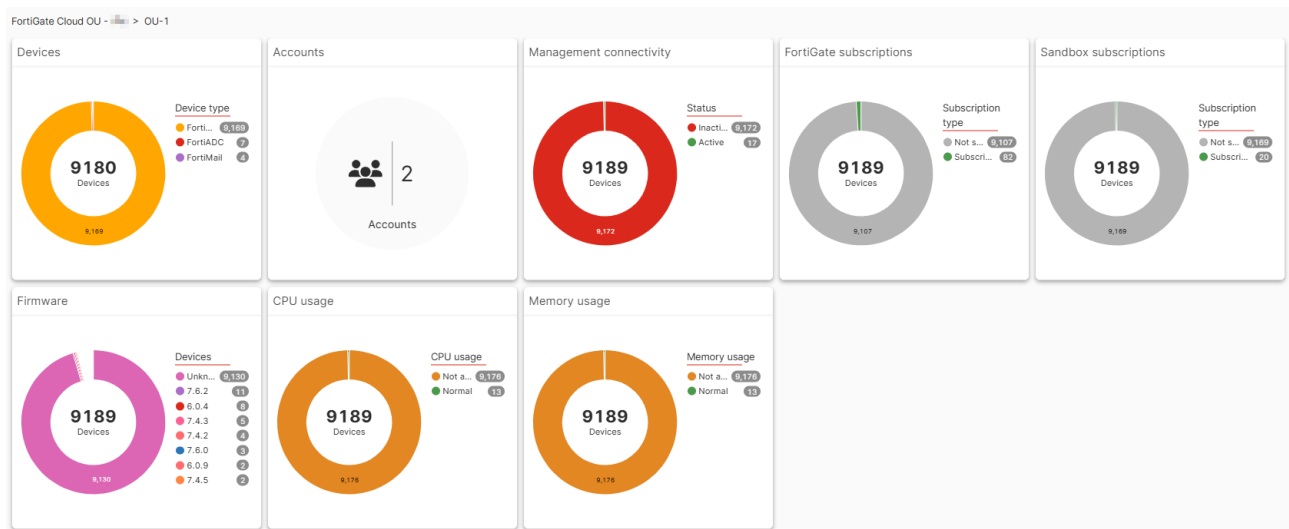 FortiGate Cloud OU - > OU-1
Devices
Device type
Forti... 9,169
FortiADC 7
FortiMail 4
9180
Devices
9,169
Accounts
2
Accounts
Management connectivity
Status
Inacti... 9,172
Active 17
9189
Devices
9,172
FortiGate subscriptions
Subscription
type
Not s... 9,107
Subscri... 82
9189
Devices
9,107
Sandbox subscriptions
Subscription
type
Not s... 9,169
Subscri... 20
9189
Devices
9,169
Firmware
Devices
Unkn... 9,130
7.6.2 11
6.0.4 8
7.4.3 5
7.4.2 4
7.6.0 3
6.0.9 2
7.4.5 2
9189
Devices
9,130
CPU usage
CPU usage
Not a... 9,176
Normal 13
9189
Devices
9,176
Memory usage
Memory usage
Not a... 9,176
Normal 13
9189
Devices
9,176